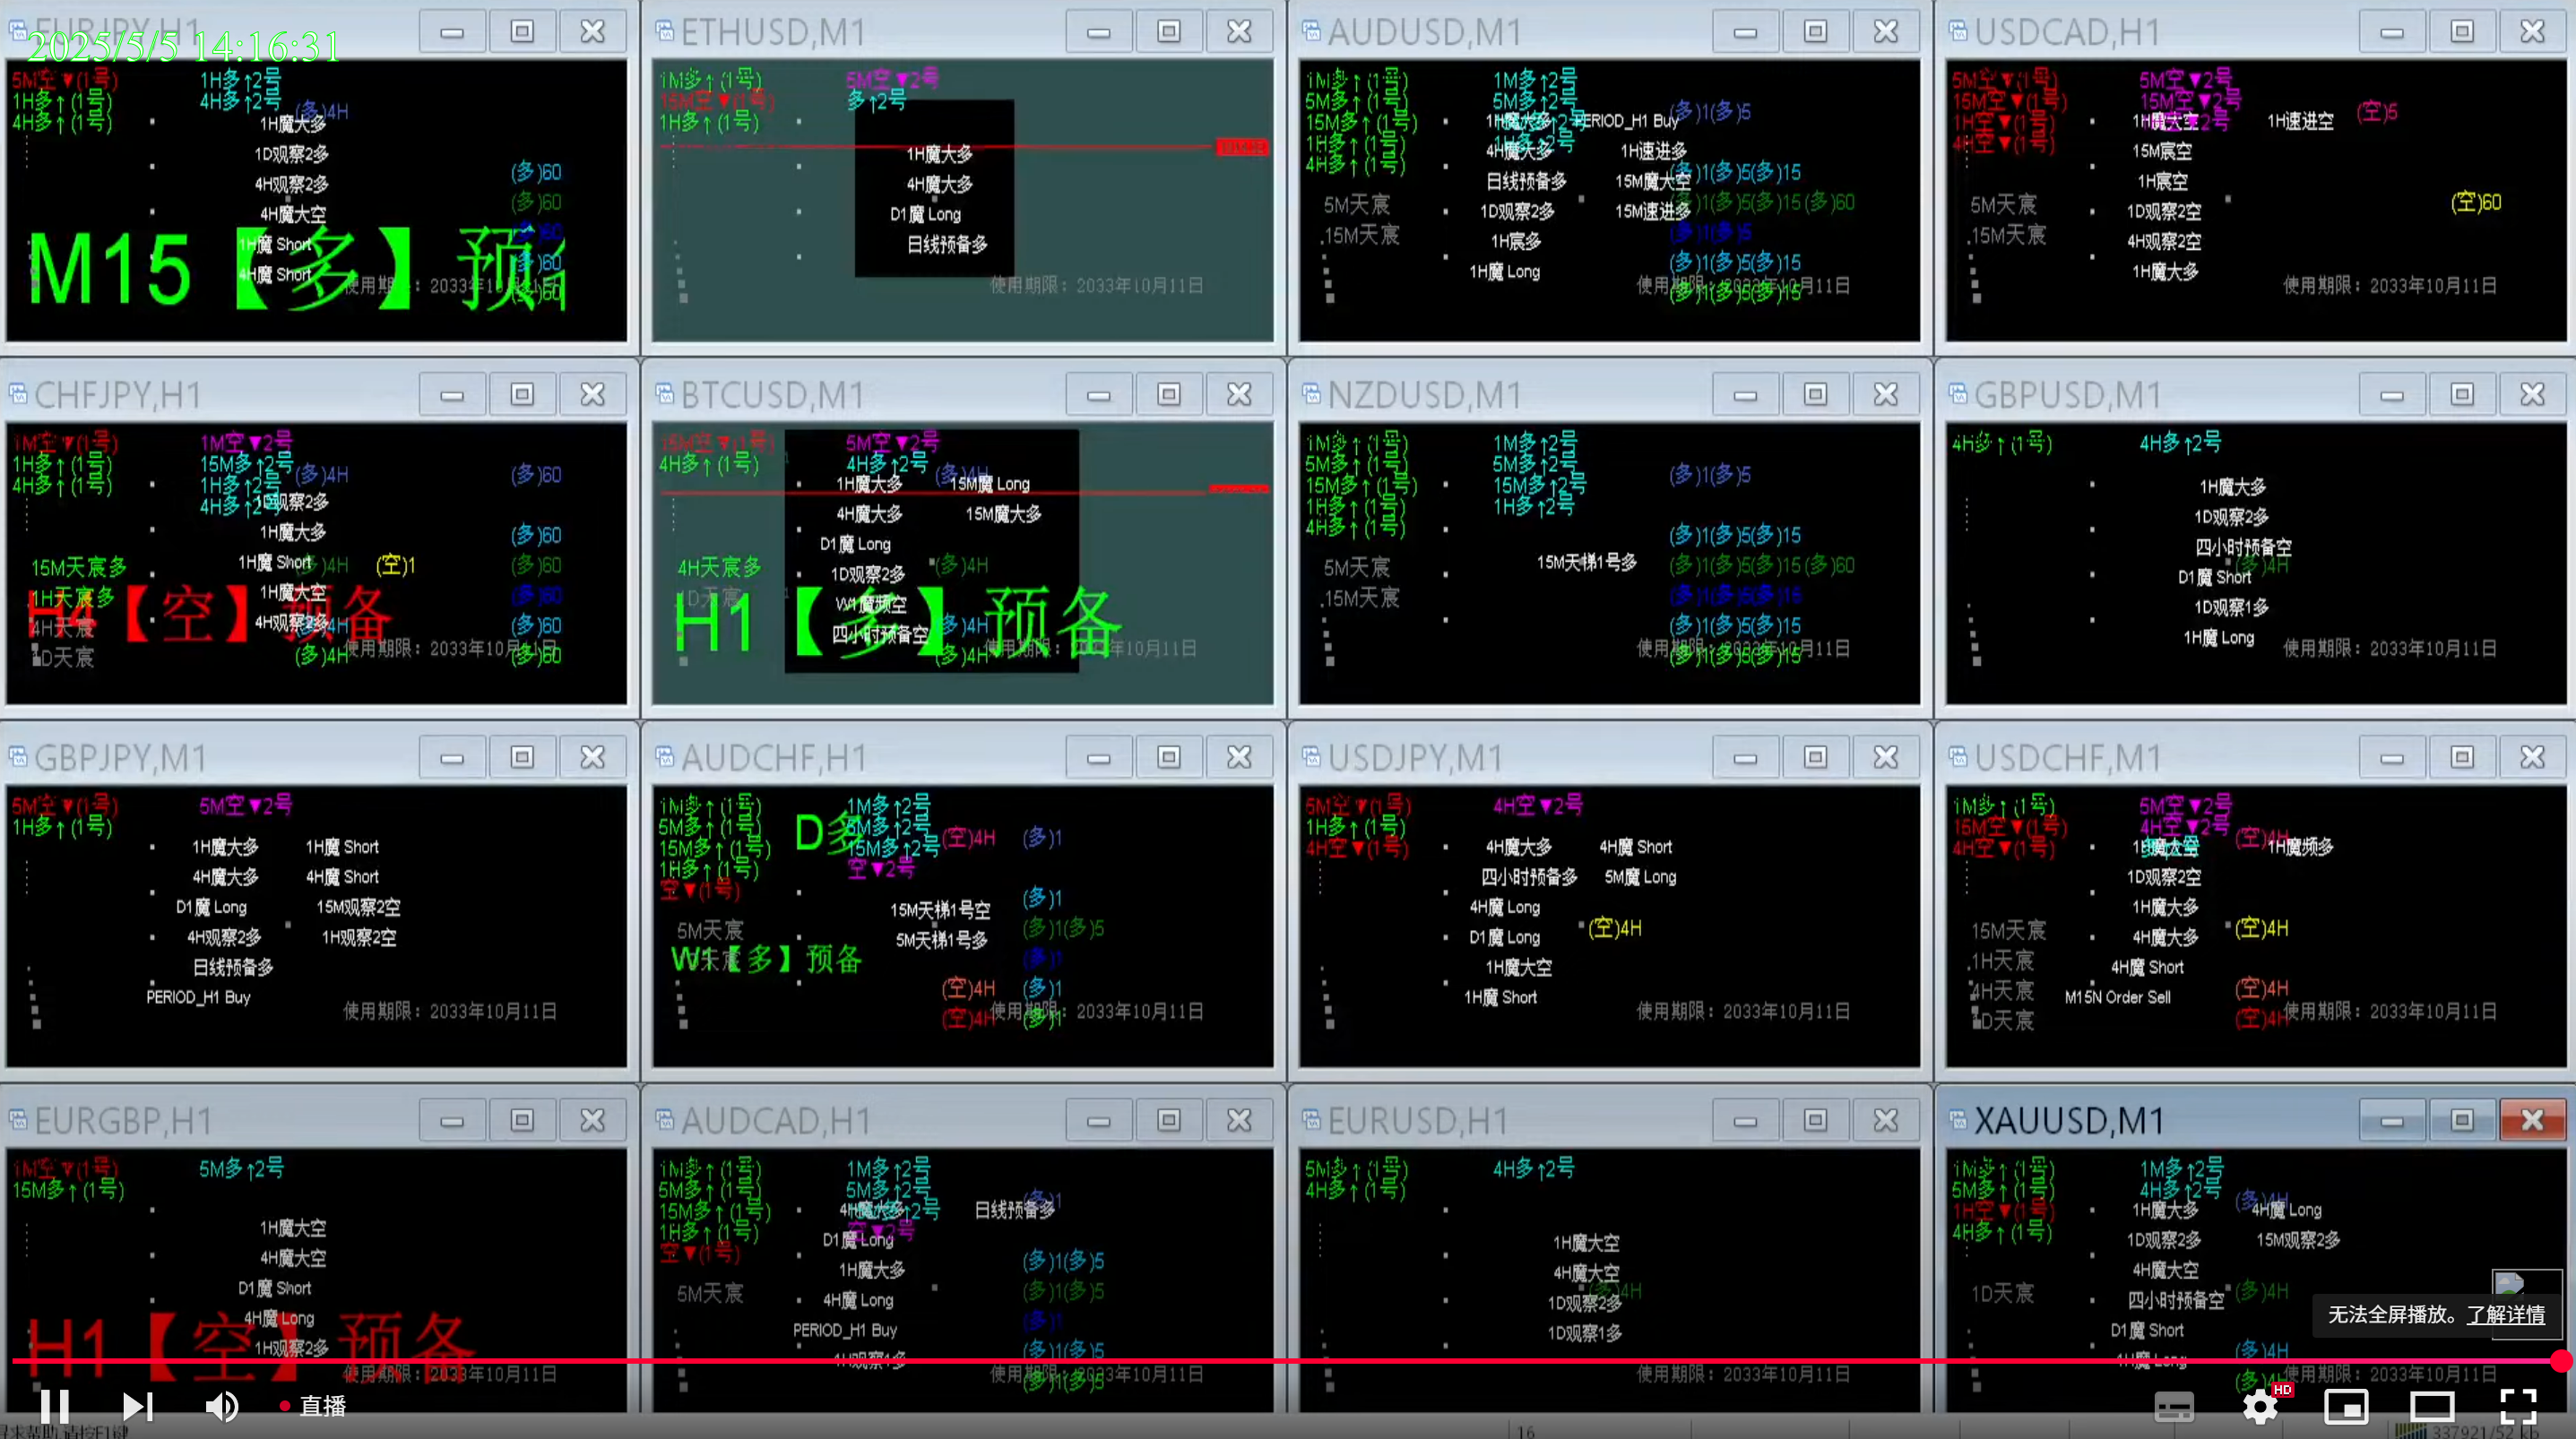 EURJPY,H1
2025/5/5 14:16:31
5M空▼(1号) 1H多↑2号
1H多↑(1号) 4H多↑2号
4H多↑(1号) (多)4H
1H魔大多
1D观察2多
4H观察2多 (多)60
4H魔大空 (多)60
1H魔 Short (多)60
4H魔 Short (多)60
M15【多】预
使用期限：2033年10月11日 (多)60
ETHUSD,M1
1M多↑(1号) 5M空▼2号
15M空▼(1号) 多↑2号
1H多↑(1号)
1H魔大多
4H魔大多
D1魔 Long
日线预备多
使用期限：2033年10月11日
AUDUSD,M1
1M多↑(1号) 1M多↑2号
5M多↑(1号) 5M多↑2号 (多)1(多)5
15M多↑(1号) 1H魔大多 PERIOD_H1 Buy
1H多↑(1号) 1H多↑2号
4H多↑(1号) 4H魔大多 1H速进多
日线预备多 15M魔大空 (多)1(多)5(多)15
5M天宸 1D观察2多 15M速进多 (多)1(多)5(多)15(多)60
.15M天宸 1H宸多 (多)1(多)5
1H魔 Long (多)1(多)5(多)15
使用期限：2033年10月11日 (多)1(多)5(多)15
USDCAD,H1
5M空▼(1号) 5M空▼2号
15M空▼(1号) 15M空▼2号 (空)5
1H空▼(1号) 1H魔大空 1H速进空
4H空▼(1号) 15M宸空
1H宸空
5M天宸 1D观察2空 (空)60
.15M天宸 4H观察2空
1H魔大多
使用期限：2033年10月11日
CHFJPY,H1
1M空▼(1号) 1M空▼2号
1H多↑(1号) 15M多↑2号 (多)4H (多)60
4H多↑(1号) 1H多↑2号
4H多↑2号 1D观察2多
1H魔大多 (多)60
15M天宸多 1H魔 Short (多)4H (空)1 (多)60
1H天宸多 1H魔大空 (多)60
4H天宸 4H观察2多 (多)4H (多)60
H4【空】预备
1D天宸 (多)4H 使用期限：2033年10月11日 (多)60
BTCUSD,M1
15M空▼(1号) 5M空▼2号
4H多↑(1号) 4H多↑2号 (多)4H
1H魔大多 15M魔 Long
4H魔大多 15M魔大多
D1魔 Long
4H天宸多 1D观察2多 (多)4H
1D天宸 W1魔频空
H1【多】预备
四小时预备空 (多)4H
(多)4H 使用期限：2033年10月11日
NZDUSD,M1
1M多↑(1号) 1M多↑2号
5M多↑(1号) 5M多↑2号 (多)1(多)5
15M多↑(1号) 15M多↑2号
1H多↑(1号) 1H多↑2号
4H多↑(1号) (多)1(多)5(多)15
5M天宸 15M天梯1号多 (多)1(多)5(多)15(多)60
.15M天宸 (多)1(多)5(多)15
(多)1(多)5(多)15
使用期限：2033年10月11日 (多)1(多)5(多)15
GBPUSD,M1
4H多↑(1号) 4H多↑2号
1H魔大多
1D观察2多
四小时预备空
(多)4H
D1魔 Short
1D观察1多
1H魔 Long
使用期限：2033年10月11日
GBPJPY,M1
5M空▼(1号) 5M空▼2号
1H多↑(1号)
1H魔大多 1H魔 Short
4H魔大多 4H魔 Short
D1魔 Long 15M观察2空
4H观察2多 1H观察2空
日线预备多
PERIOD_H1 Buy
使用期限：2033年10月11日
AUDCHF,H1
1M多↑(1号) 1M多↑2号
5M多↑(1号) D多 5M多↑2号 (空)4H (多)1
15M多↑(1号) 15M多↑2号
1H多↑(1号) 空▼2号
空▼(1号) (多)1
15M天梯1号空
5M天宸 5M天梯1号多 (多)1(多)5
W1【多】预备 (多)1
(空)4H (多)1
(空)4H 使用期限：2033年10月11日 (多)1
USDJPY,M1
5M空▼(1号) 4H空▼2号
1H多↑(1号)
4H空▼(1号) 4H魔大多 4H魔 Short
四小时预备多 5M魔 Long
4H魔 Long
D1魔 Long (空)4H
1H魔大空
1H魔 Short
使用期限：2033年10月11日
USDCHF,M1
1M多↑(1号) 5M空▼2号
15M空▼(1号) 4H空▼2号 (空)4H
4H空▼(1号) 1H魔大空 1H魔频多
1D观察2空
1H魔大多
15M天宸 4H魔大多 (空)4H
.1H天宸 4H魔 Short
4H天宸 M15N Order Sell (空)4H
1D天宸 (空)4H 使用期限：2033年10月11日
EURGBP,H1
1M空▼(1号) 5M多↑2号
15M多↑(1号)
1H魔大空
4H魔大空
D1魔 Short
4H魔 Long
1H观察2多
H1【空】预备
使用期限：2033年10月11日
AUDCAD,H1
1M多↑(1号) 1M多↑2号
5M多↑(1号) 5M多↑2号 (多)1
15M多↑(1号) 4H魔大多 日线预备多
1H多↑(1号) 空▼2号
空▼(1号) D1魔 Long
1H魔大多 (多)1(多)5
5M天宸 4H魔 Long (多)1(多)5
PERIOD_H1 Buy (多)1
1H观察1多 (多)1(多)5
使用期限：2033年10月11日 (多)1(多)5
EURUSD,H1
5M多↑(1号) 4H多↑2号
4H多↑(1号)
1H魔大空
4H魔大空
(多)4H
1D观察2多
1D观察1多
使用期限：2033年10月11日
XAUUSD,M1
1M多↑(1号) 1M多↑2号
5M多↑(1号) 4H多↑2号 (多)4H
1H空▼(1号) 1H魔大多 4H魔 Long
4H多↑(1号) 1D观察2多 15M观察2多
4H魔大空
1D天宸 四小时预备空 (多)4H
D1魔 Short
1H魔 Long (多)4H
使用期限：2033年10月11日
无法全屏播放。了解详情
直播
HD
16
337921/52 kb